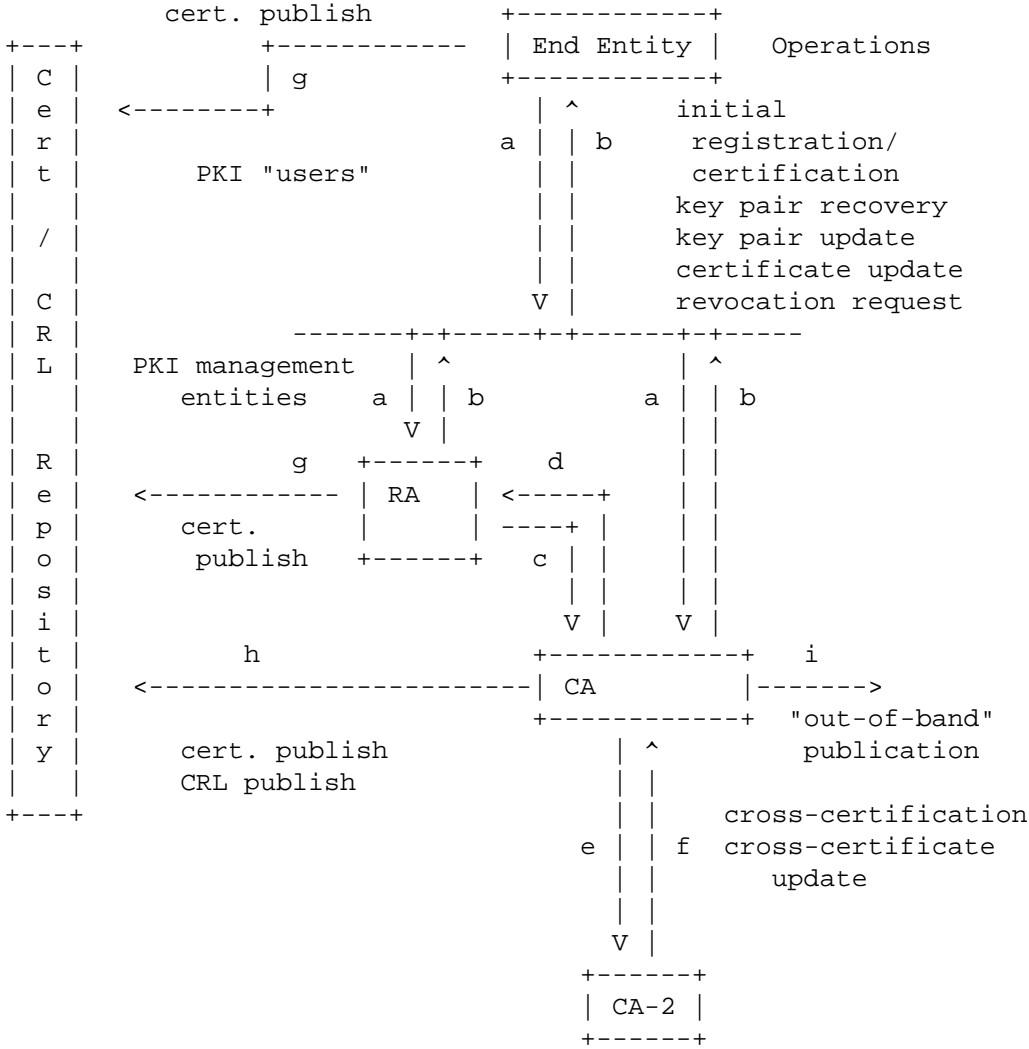 cert. publish        +------------+
  +---+          +------------  | End Entity |   Operations
  | C |          | g            +------------+
  | e |  <--------+                | ^      initial
  | r |                          a | | b     registration/
  | t |       PKI "users"          | |       certification
  |   |                            | |      key pair recovery
  | / |                            | |      key pair update
  |   |                            | |      certificate update
  | C |                            V |      revocation request
  | R |             -------+-+-----+-+------+-+-----
  | L |   PKI management   | ^              | ^
  |   |      entities    a | | b          a | | b
  |   |                    V |              | |
  | R |             g   +------+    d       | |
  | e |   <------------ | RA   | <-----+    | |
  | p |      cert.      |      | ----+ |    | |
  | o |       publish   +------+   c | |    | |
  | s |                              | |    | |
  | i |                              V |    V |
  | t |          h                 +------------+   i
  | o |   <------------------------| CA         |------->
  | r |                            +------------+  "out-of-band"
  | y |      cert. publish              | ^         publication
  |   |      CRL publish                | |
  +---+                                 | |    cross-certification
                                      e | | f  cross-certificate
                                        | |       update
                                        | |
                                        V |
                                      +------+
                                      | CA-2 |
                                      +------+